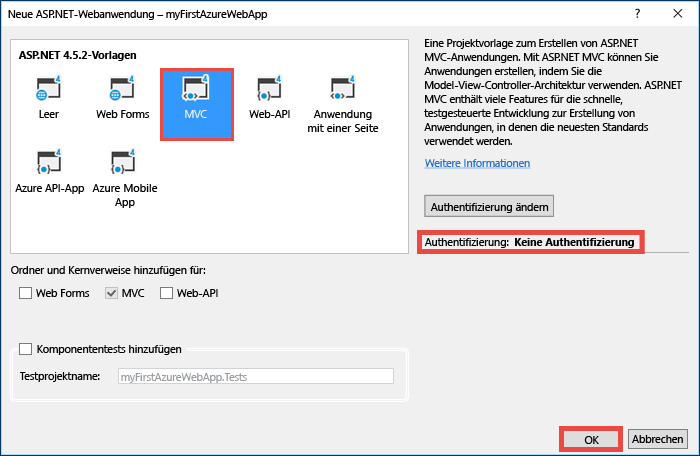 Neue ASP.NET-Webanwendung – myFirstAzureWebApp
ASP.NET 4.5.2-Vorlagen
Leer
Web Forms
MVC
Web-API
Anwendung
mit einer Seite
Azure API-App
Azure Mobile
App
Eine Projektvorlage zum Erstellen von ASP.NET
MVC-Anwendungen. Mit ASP.NET MVC können Sie
Anwendungen erstellen, indem Sie die
Model-View-Controller-Architektur verwenden. ASP.NET
MVC enthält viele Features für die schnelle,
testgesteuerte Entwicklung zur Erstellung von
Anwendungen, in denen die neuesten Standards
verwendet werden.
Weitere Informationen
Authentifizierung ändern
Authentifizierung: Keine Authentifizierung
Ordner und Kernverweise hinzufügen für:
Web Forms MVC Web-API
Komponententests hinzufügen
Testprojektname: myFirstAzureWebApp.Tests
OK Abbrechen